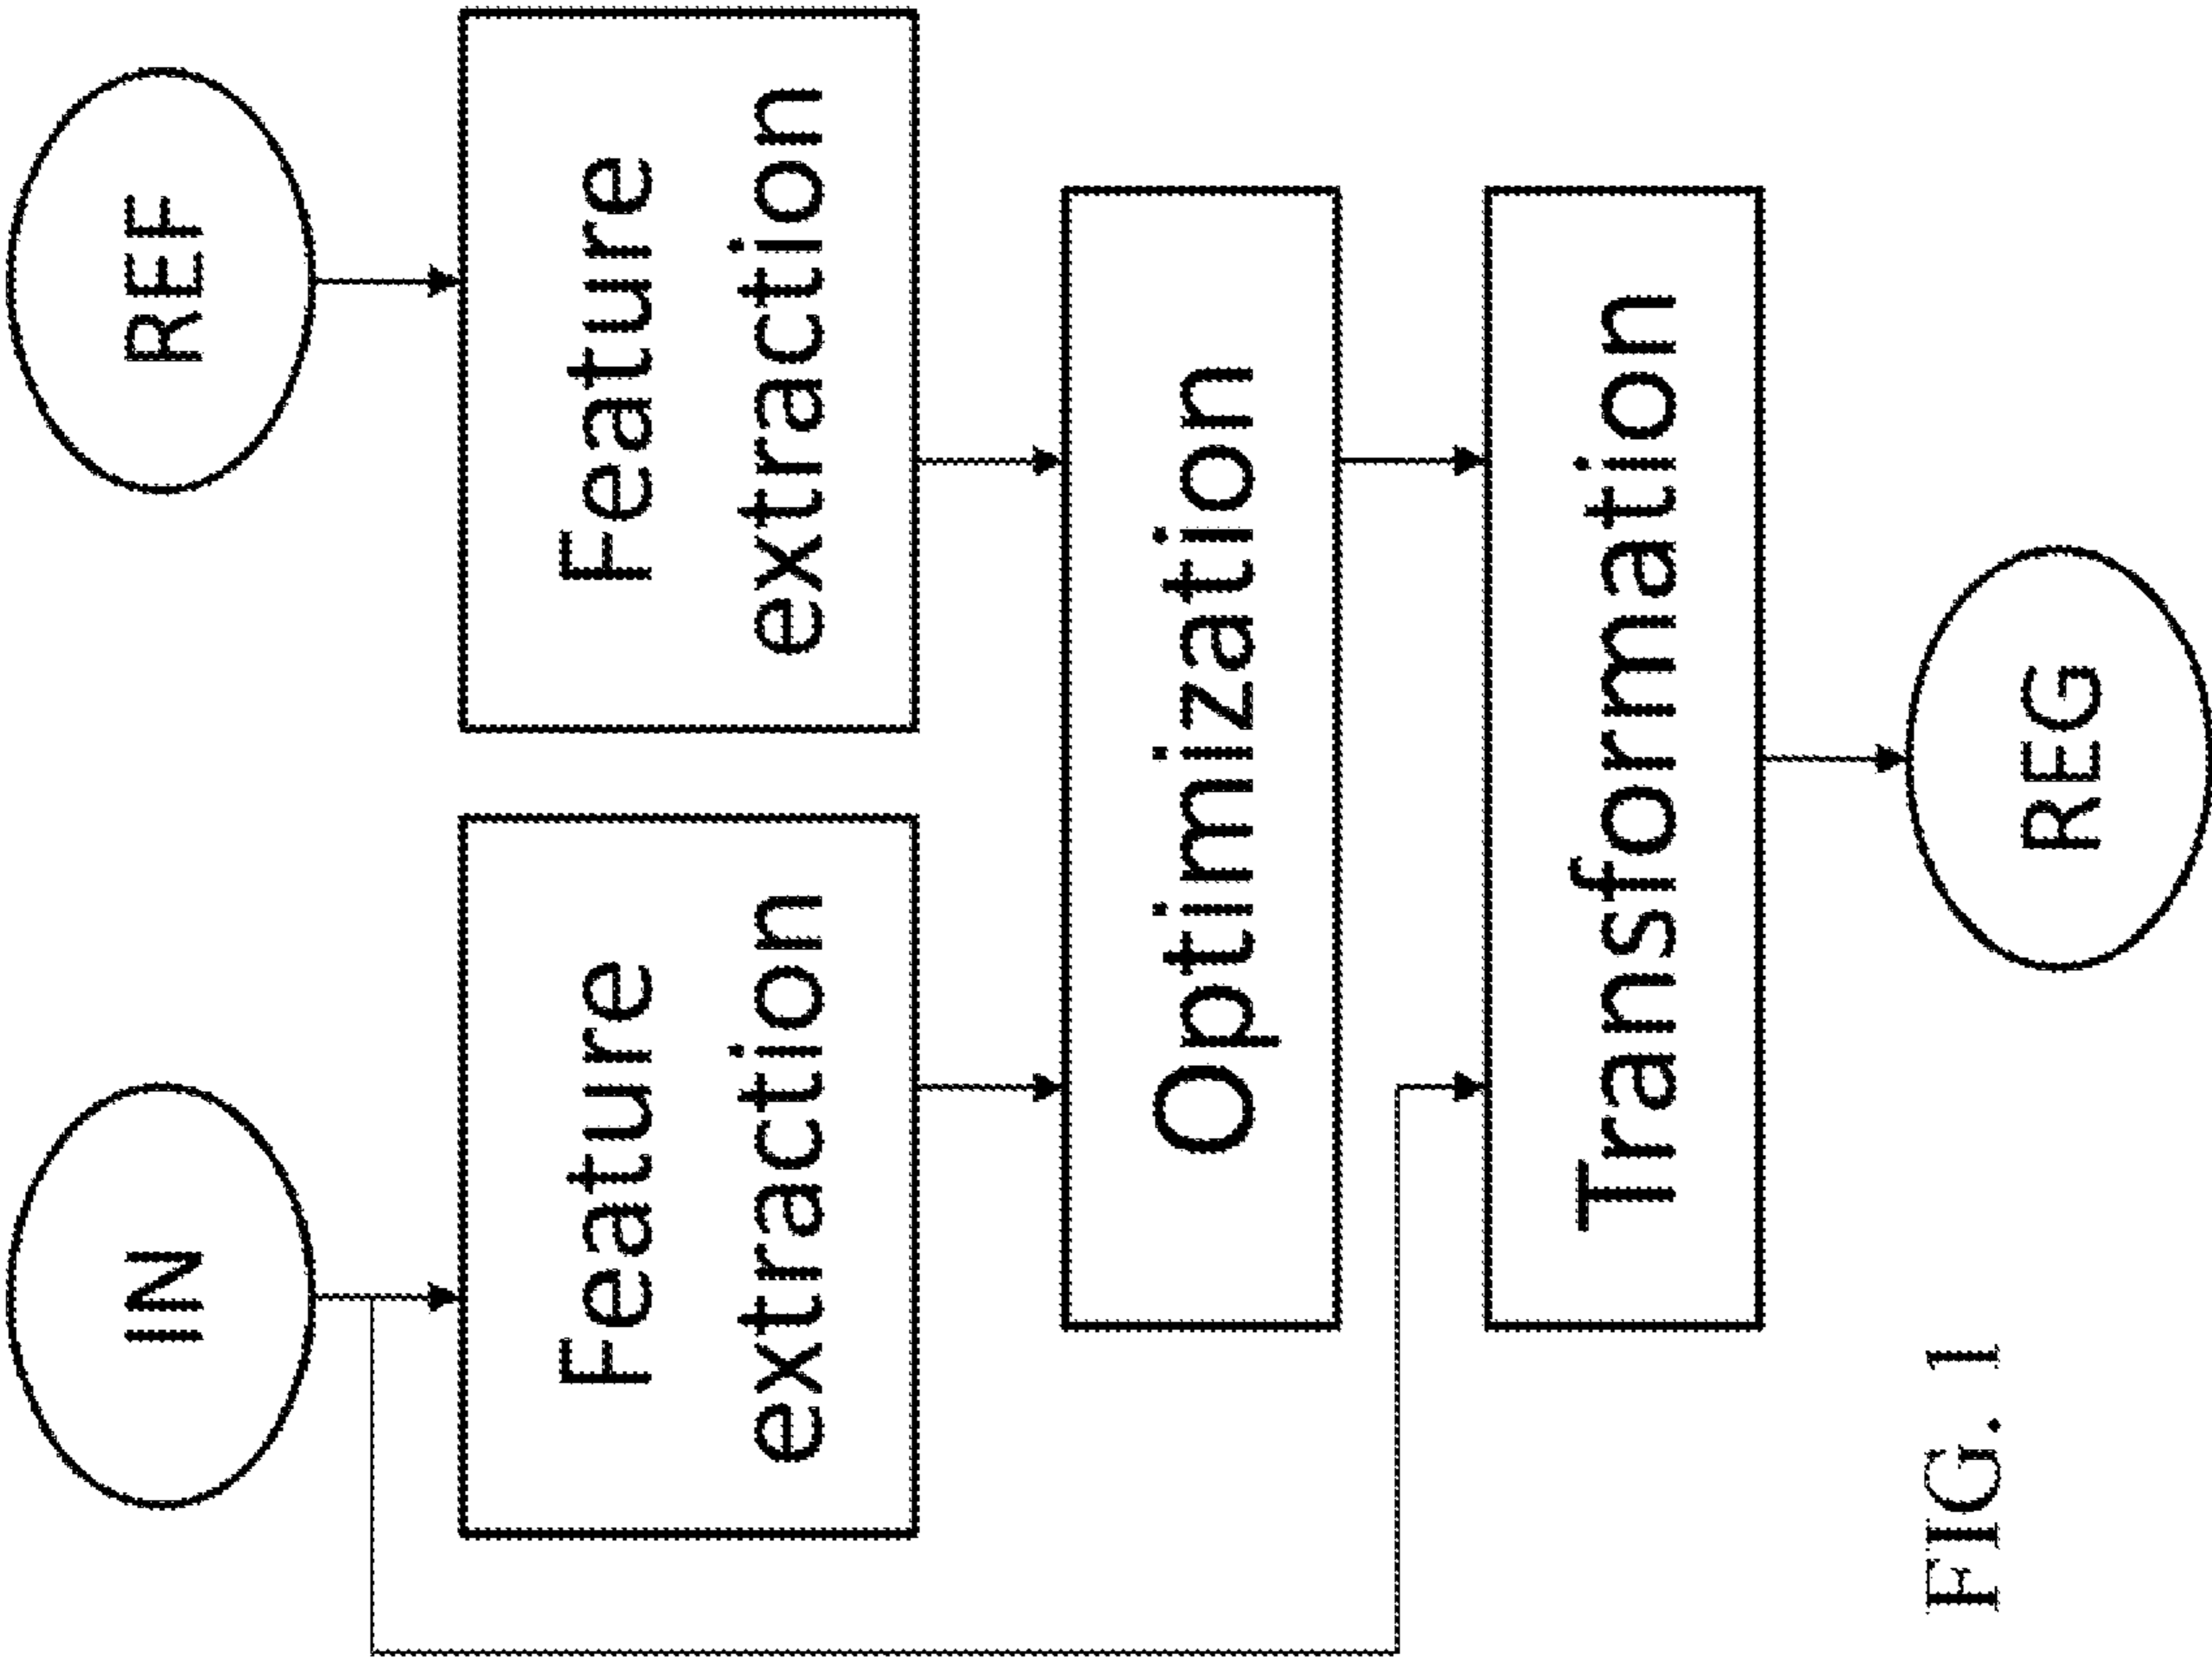 IN
REF
Feature
extraction
Feature
extraction
Optimization
Transformation
REG
FIG. 1